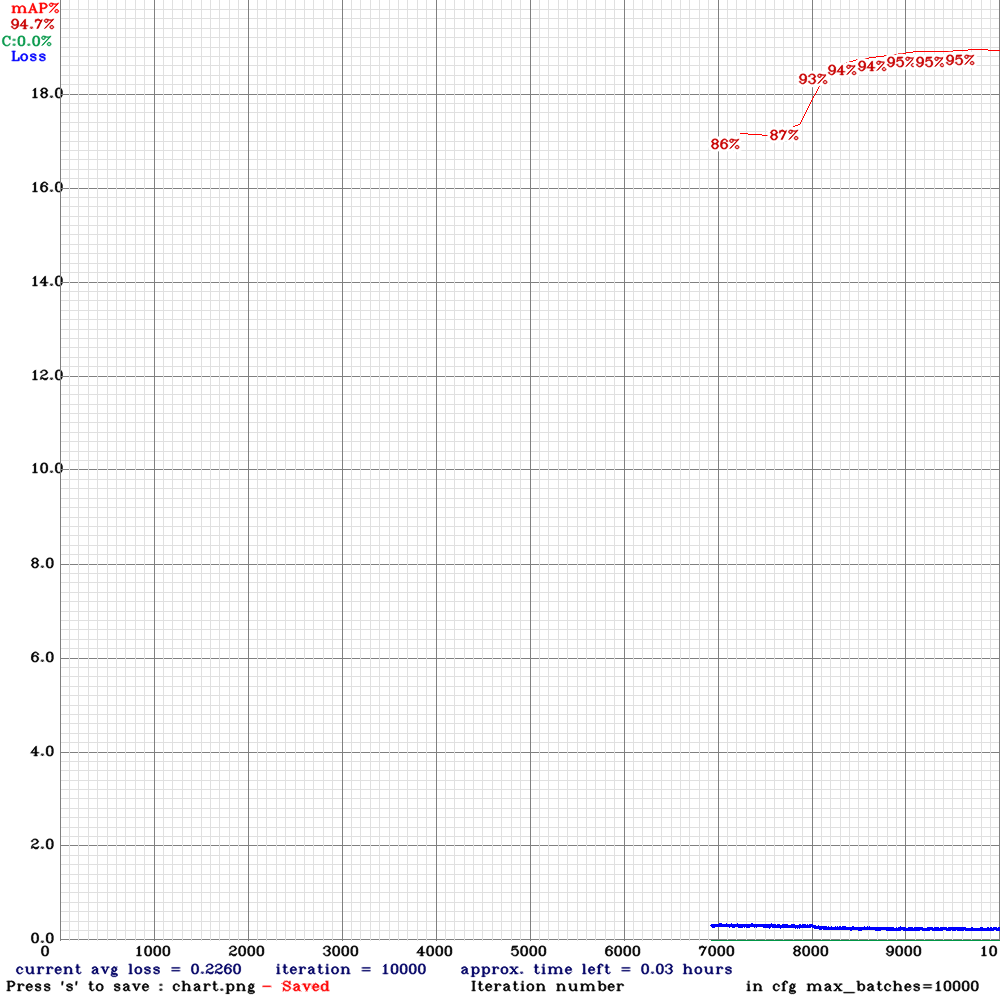 mAP%
94.7%
C:0.0%
Loss
18.0
16.0
14.0
12.0
10.0
8.0
6.0
4.0
2.0
0.0
86% 87% 93% 94% 94% 95% 95% 95%
0 1000 2000 3000 4000 5000 6000 7000 8000 9000 10
current avg loss = 0.2260 iteration = 10000 approx. time left = 0.03 hours
Press 's' to save : chart.png - Saved Iteration number in cfg max_batches=10000